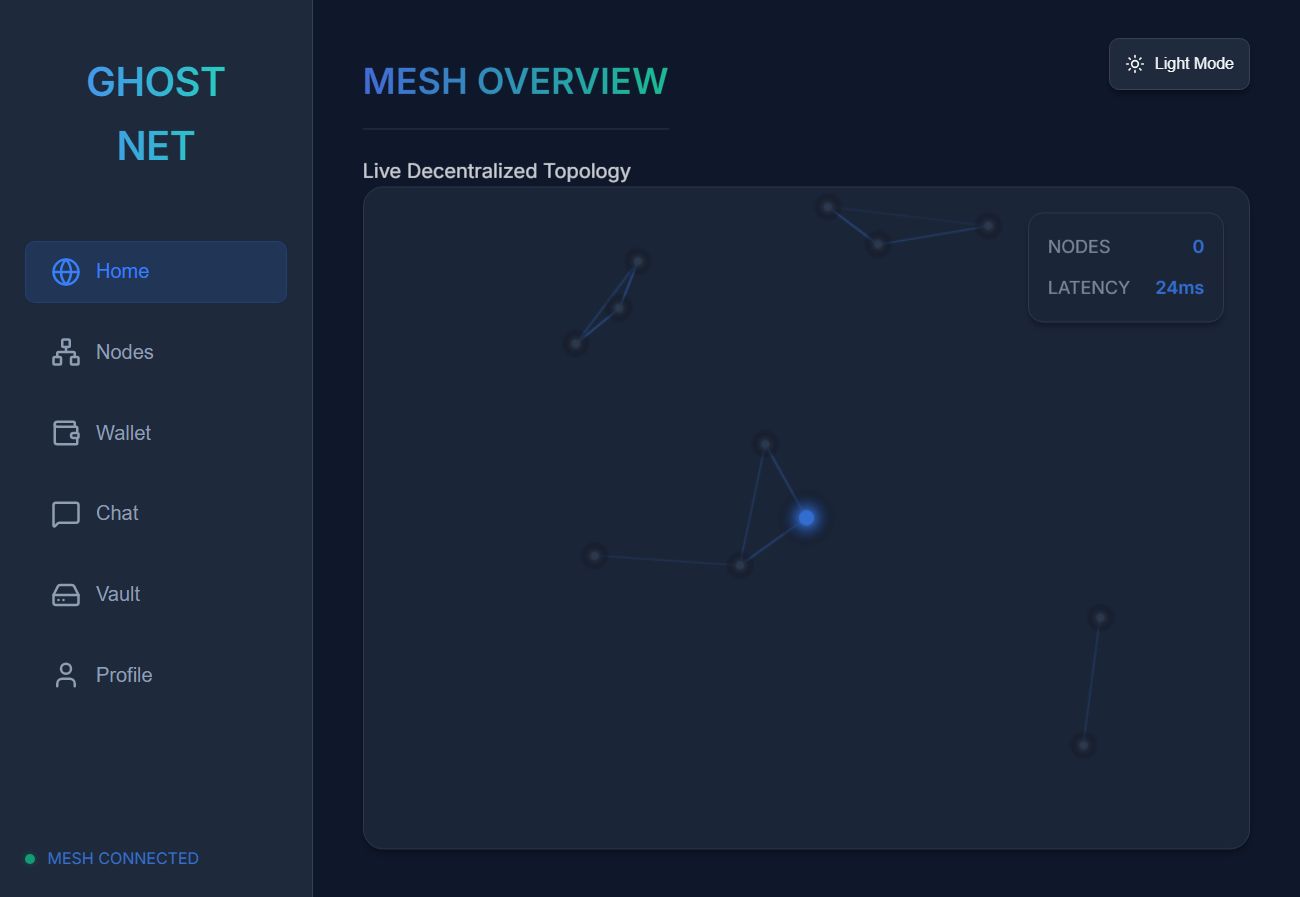 GHOST
NET
Home
Nodes
Wallet
Chat
Vault
Profile
MESH CONNECTED
MESH OVERVIEW
Light Mode
Live Decentralized Topology
NODES 0
LATENCY 24ms